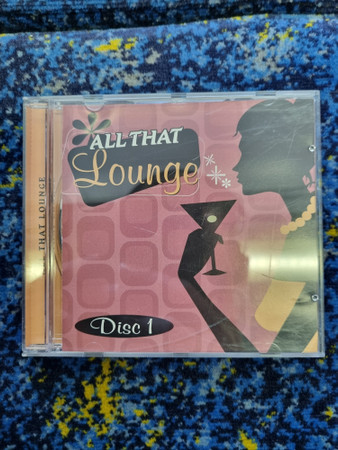 ALL THAT
Lounge
Disc 1
THAT LOUNGE